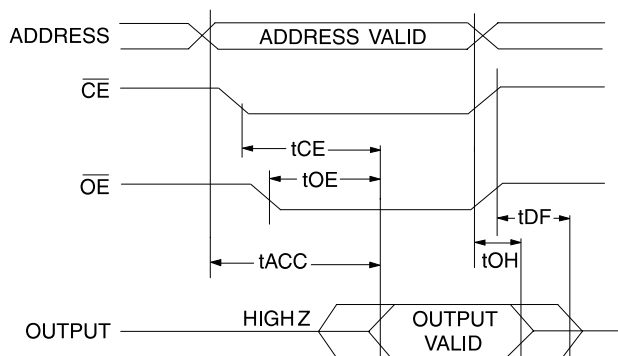 ADDRESS
ADDRESS VALID
CE
tCE
tOE
OE
tDF
tACC
tOH
HIGH Z
OUTPUT
OUTPUT
VALID